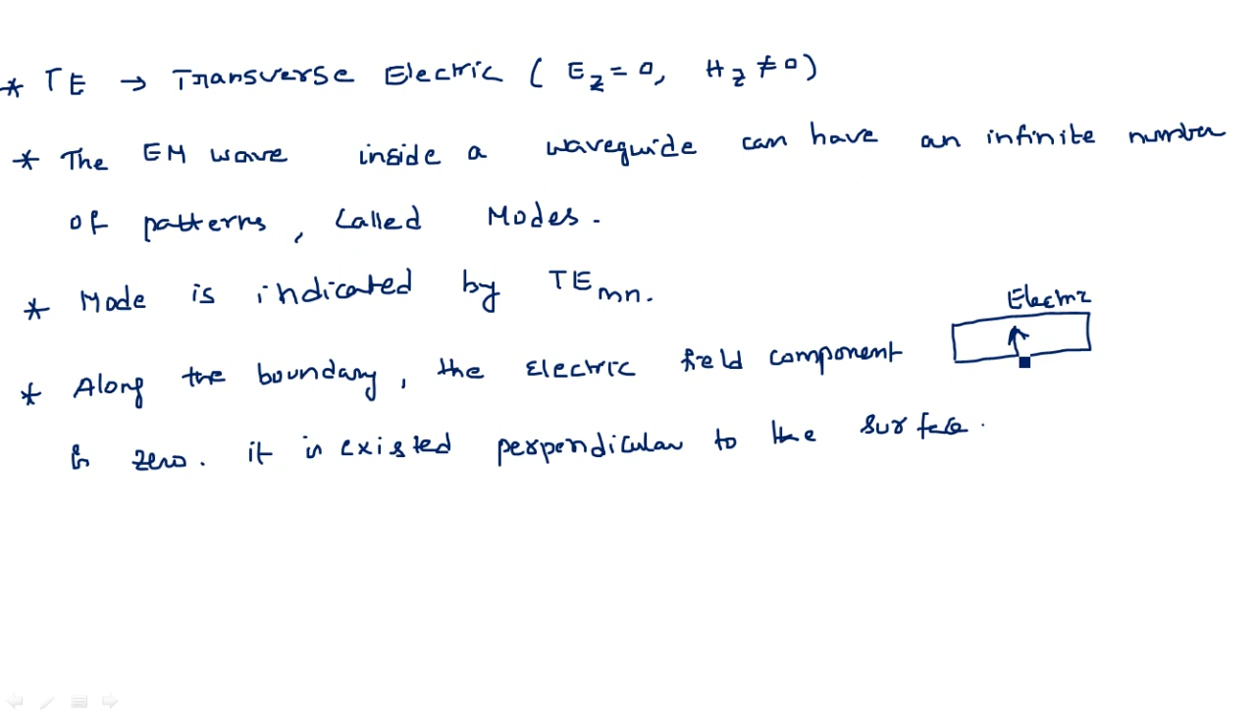 * TE → Transverse Electric ( Ez = 0, Hz ≠ 0 )
* The EM wave inside a waveguide can have an infinite number
of patterns, called Modes.
* Mode is indicated by TEmn.
Electric
* Along the boundary, the Electric field component
is zero. it is existed perpendicular to the surface.